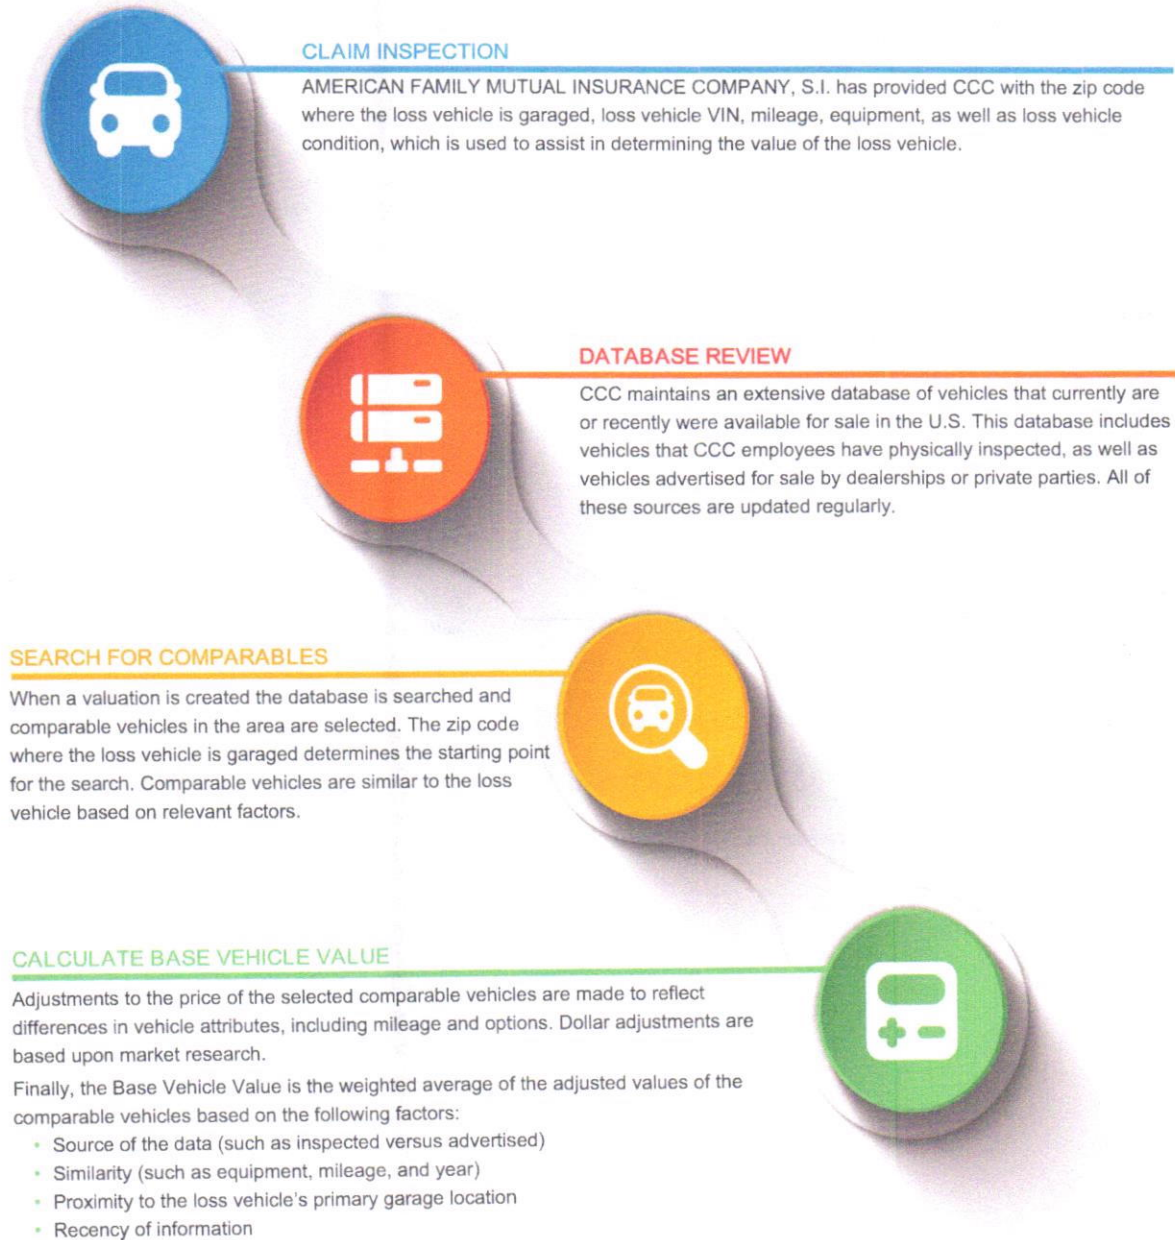 CLAIM INSPECTION
AMERICAN FAMILY MUTUAL INSURANCE COMPANY, S.I. has provided CCC with the zip code
where the loss vehicle is garaged, loss vehicle VIN, mileage, equipment, as well as loss vehicle
condition, which is used to assist in determining the value of the loss vehicle.
DATABASE REVIEW
CCC maintains an extensive database of vehicles that currently are
or recently were available for sale in the U.S. This database includes
vehicles that CCC employees have physically inspected, as well as
vehicles advertised for sale by dealerships or private parties. All of
these sources are updated regularly.
SEARCH FOR COMPARABLES
When a valuation is created the database is searched and
comparable vehicles in the area are selected. The zip code
where the loss vehicle is garaged determines the starting point
for the search. Comparable vehicles are similar to the loss
vehicle based on relevant factors.
CALCULATE BASE VEHICLE VALUE
Adjustments to the price of the selected comparable vehicles are made to reflect
differences in vehicle attributes, including mileage and options. Dollar adjustments are
based upon market research.
Finally, the Base Vehicle Value is the weighted average of the adjusted values of the
comparable vehicles based on the following factors:
• Source of the data (such as inspected versus advertised)
• Similarity (such as equipment, mileage, and year)
• Proximity to the loss vehicle's primary garage location
• Recency of information